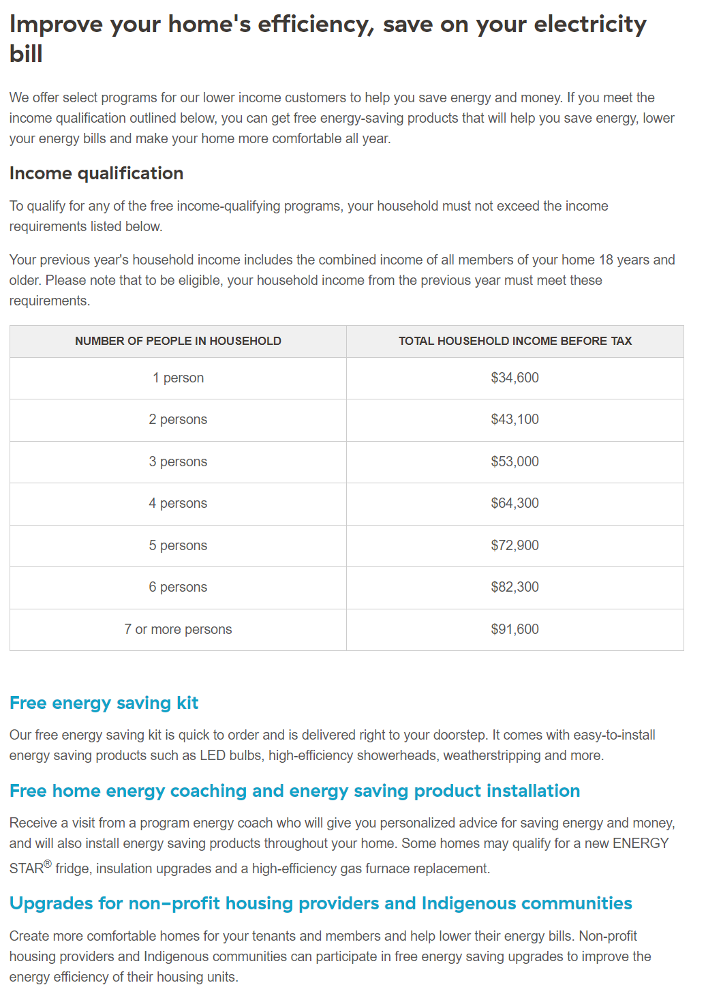 Improve your home's efficiency, save on your electricity
bill
We offer select programs for our lower income customers to help you save energy and money. If you meet the
income qualification outlined below, you can get free energy-saving products that will help you save energy, lower
your energy bills and make your home more comfortable all year.
Income qualification
To qualify for any of the free income-qualifying programs, your household must not exceed the income
requirements listed below.
Your previous year's household income includes the combined income of all members of your home 18 years and
older. Please note that to be eligible, your household income from the previous year must meet these
requirements.
NUMBER OF PEOPLE IN HOUSEHOLD TOTAL HOUSEHOLD INCOME BEFORE TAX
1 person $34,600
2 persons $43,100
3 persons $53,000
4 persons $64,300
5 persons $72,900
6 persons $82,300
7 or more persons $91,600
Free energy saving kit
Our free energy saving kit is quick to order and is delivered right to your doorstep. It comes with easy-to-install
energy saving products such as LED bulbs, high-efficiency showerheads, weatherstripping and more.
Free home energy coaching and energy saving product installation
Receive a visit from a program energy coach who will give you personalized advice for saving energy and money,
and will also install energy saving products throughout your home. Some homes may qualify for a new ENERGY
STAR® fridge, insulation upgrades and a high-efficiency gas furnace replacement.
Upgrades for non-profit housing providers and Indigenous communities
Create more comfortable homes for your tenants and members and help lower their energy bills. Non-profit
housing providers and Indigenous communities can participate in free energy saving upgrades to improve the
energy efficiency of their housing units.